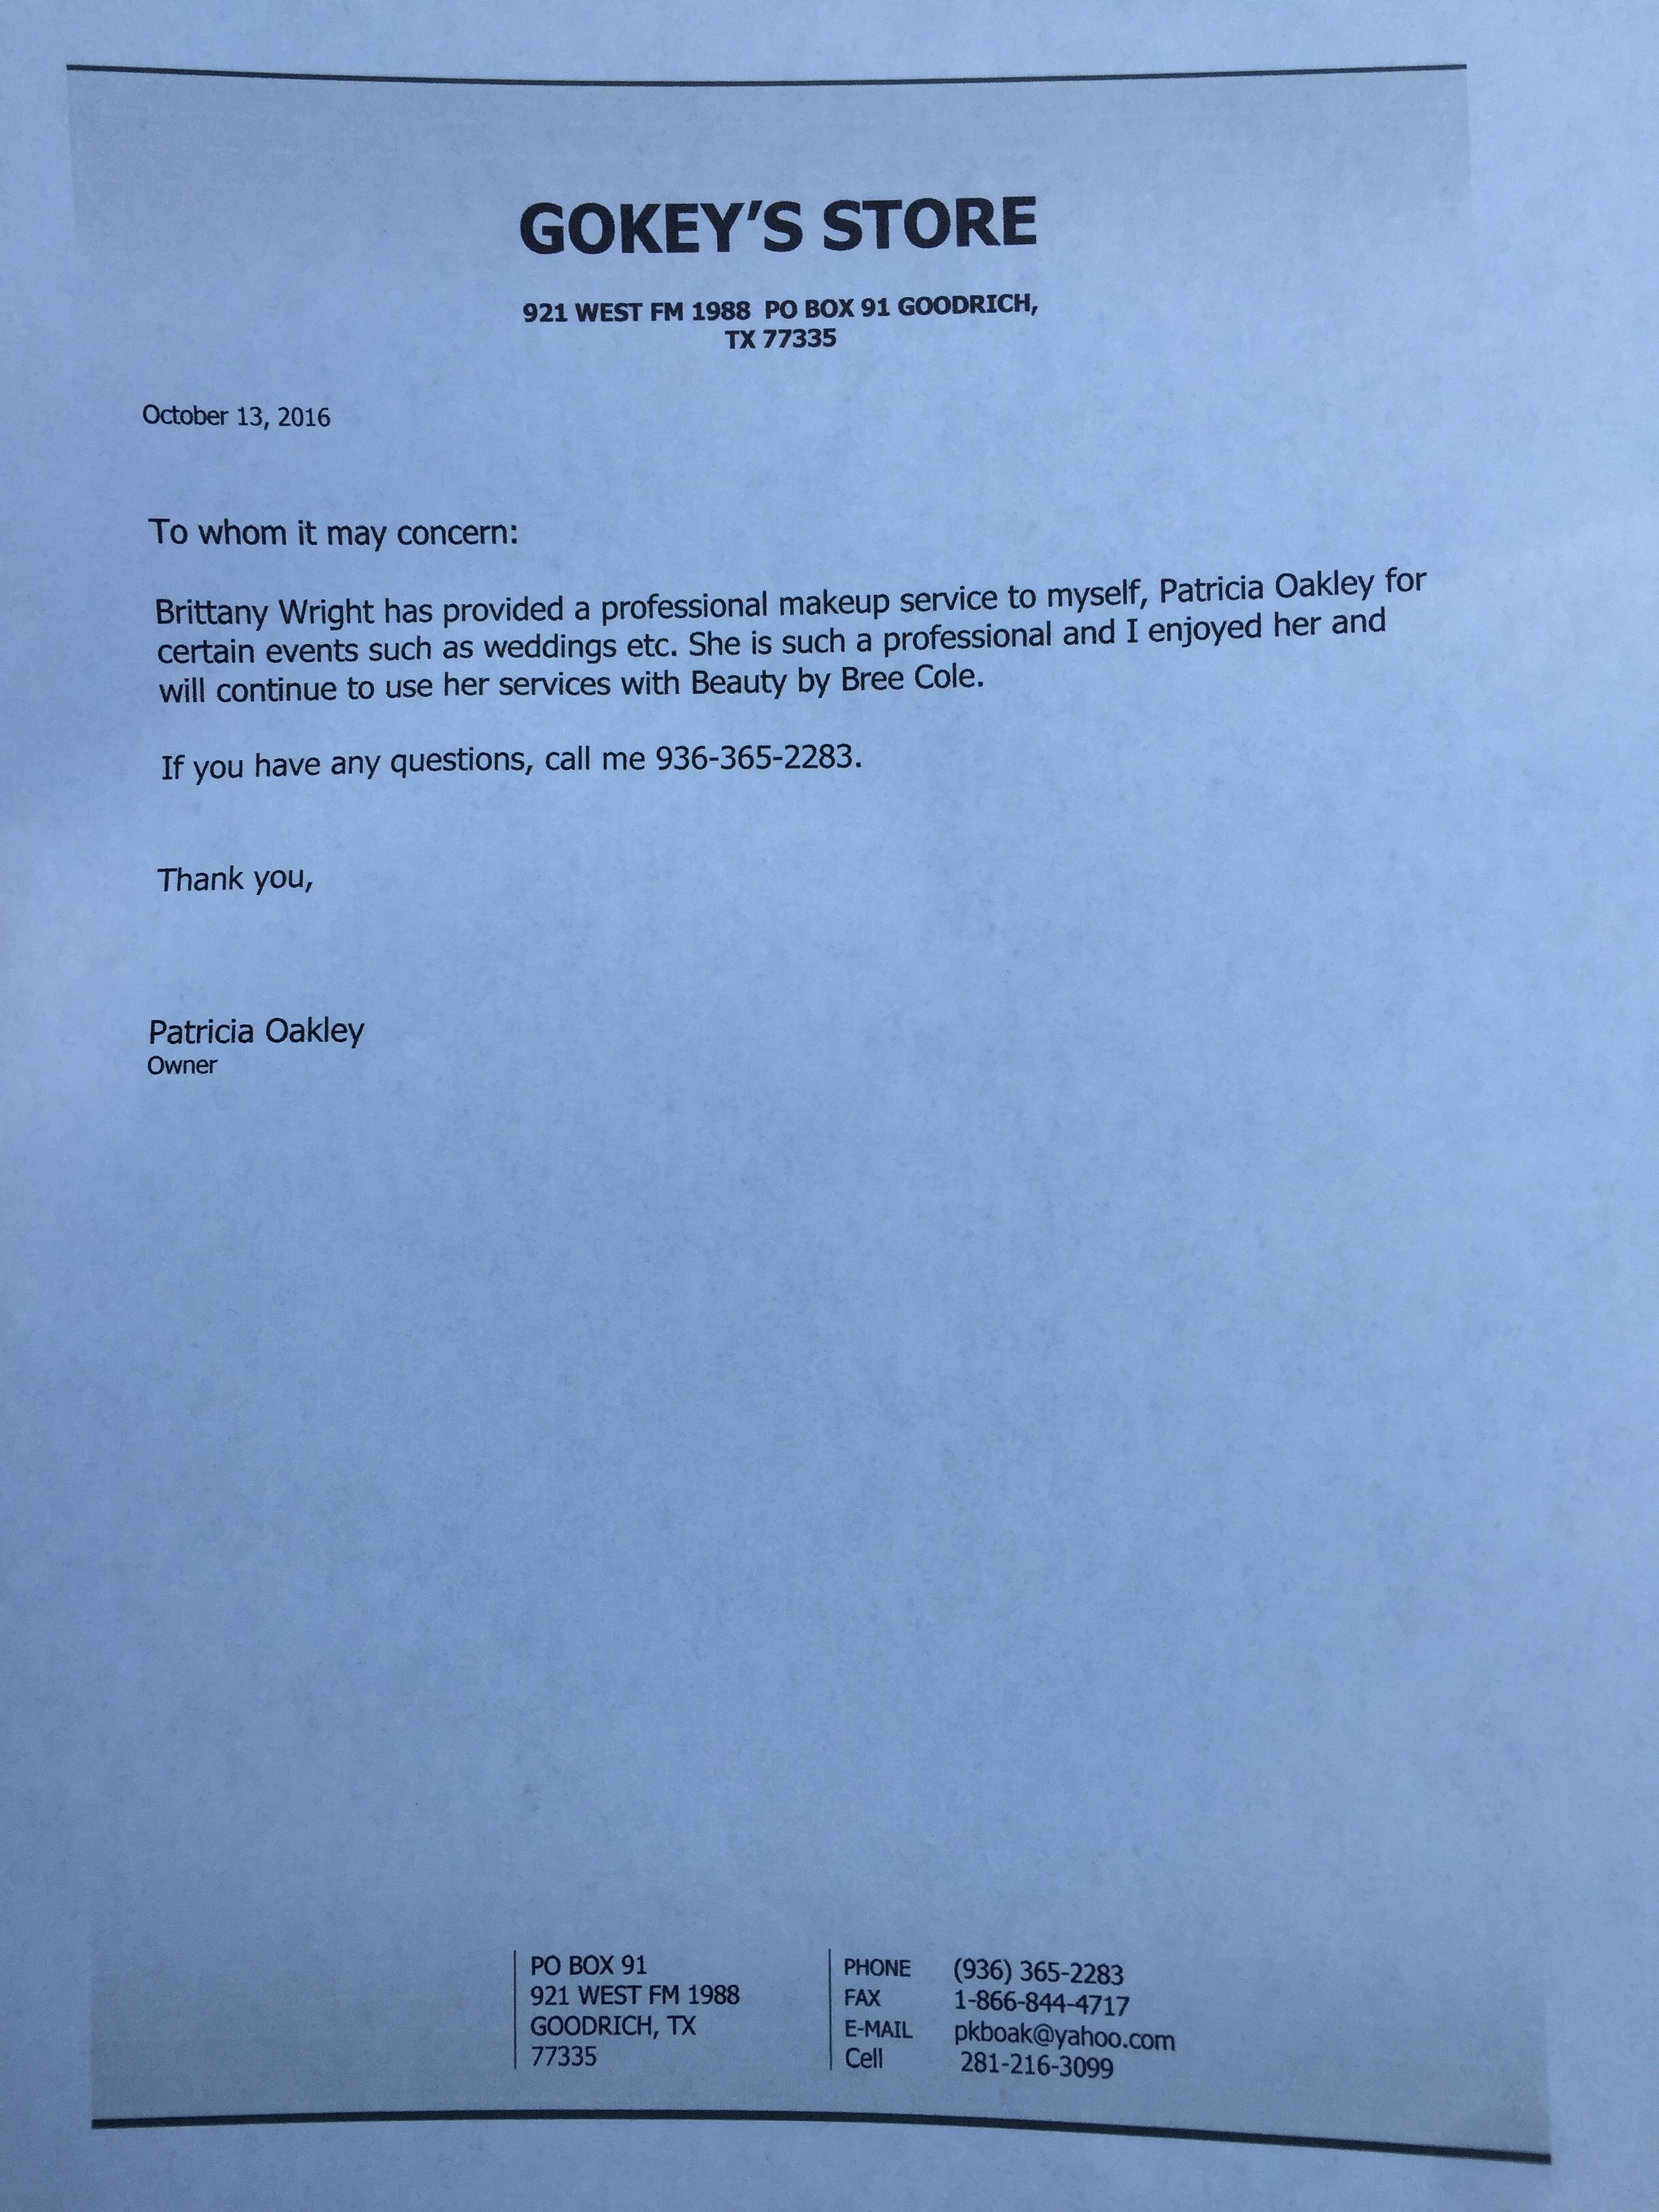 GOKEY'S STORE
921 WEST FM 1988  PO BOX 91 GOODRICH,
TX 77335
October 13, 2016
To whom it may concern:
Brittany Wright has provided a professional makeup service to myself, Patricia Oakley for
certain events such as weddings etc. She is such a professional and I enjoyed her and
will continue to use her services with Beauty by Bree Cole.
If you have any questions, call me 936-365-2283.
Thank you,
Patricia Oakley
Owner
PO BOX 91
921 WEST FM 1988
GOODRICH, TX
77335
PHONE (936) 365-2283
FAX 1-866-844-4717
E-MAIL pkboak@yahoo.com
Cell 281-216-3099